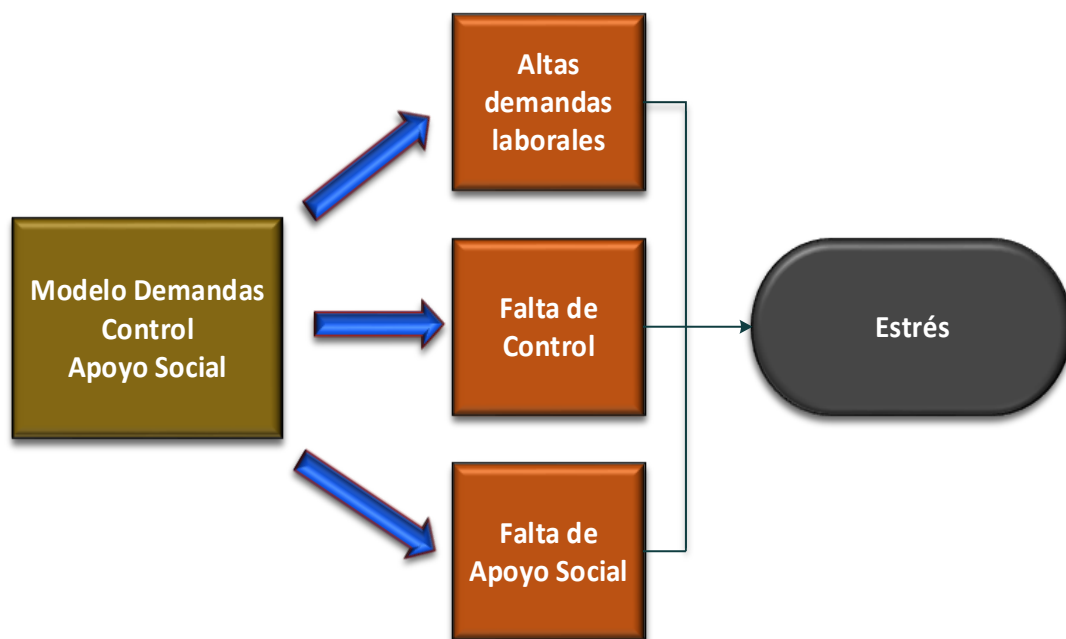 Modelo Demandas
Control
Apoyo Social
Altas
demandas
laborales
Falta de
Control
Falta de
Apoyo Social
Estrés